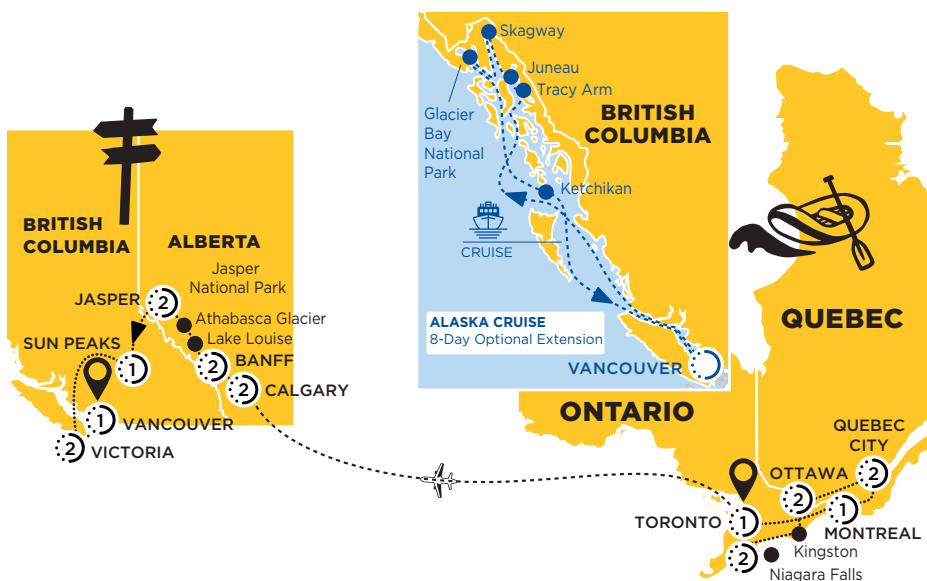 Skagway
Juneau
Tracy Arm
Glacier
Bay
National
Park
BRITISH
COLUMBIA
Ketchikan
CRUISE
ALASKA CRUISE
8-Day Optional Extension
VANCOUVER
BRITISH
COLUMBIA
ALBERTA
Jasper
National Park
JASPER
2
Athabasca Glacier
Lake Louise
SUN PEAKS
1
BANFF
2
CALGARY
2
VANCOUVER
1
VICTORIA
2
ONTARIO
QUEBEC
QUEBEC
CITY
2
OTTAWA
2
TORONTO
1
MONTREAL
1
Kingston
2
Niagara Falls